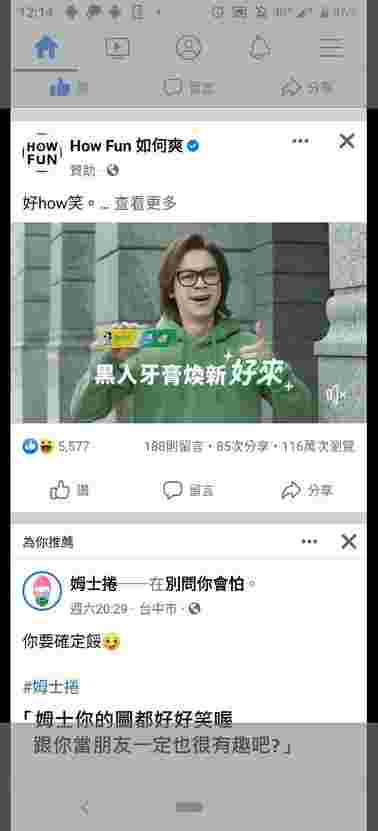 12:14
讚 留言 分享
HOW FUN
How Fun 如何爽
贊助
好how笑。... 查看更多
黑人牙膏煥新好來
5,577 188則留言・85次分享・116萬次瀏覽
讚 留言 分享
為你推薦
姆士捲——在別問你會怕。
週六20:29・台中市・
你要確定餒
#姆士捲
「姆士你的圖都好好笑喔
跟你當朋友一定也很有趣吧?」